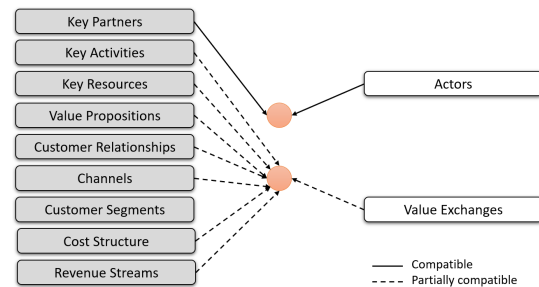 Key Partners
Key Activities
Key Resources
Value Propositions
Customer Relationships
Channels
Customer Segments
Cost Structure
Revenue Streams
Actors
Value Exchanges
Compatible
Partially compatible